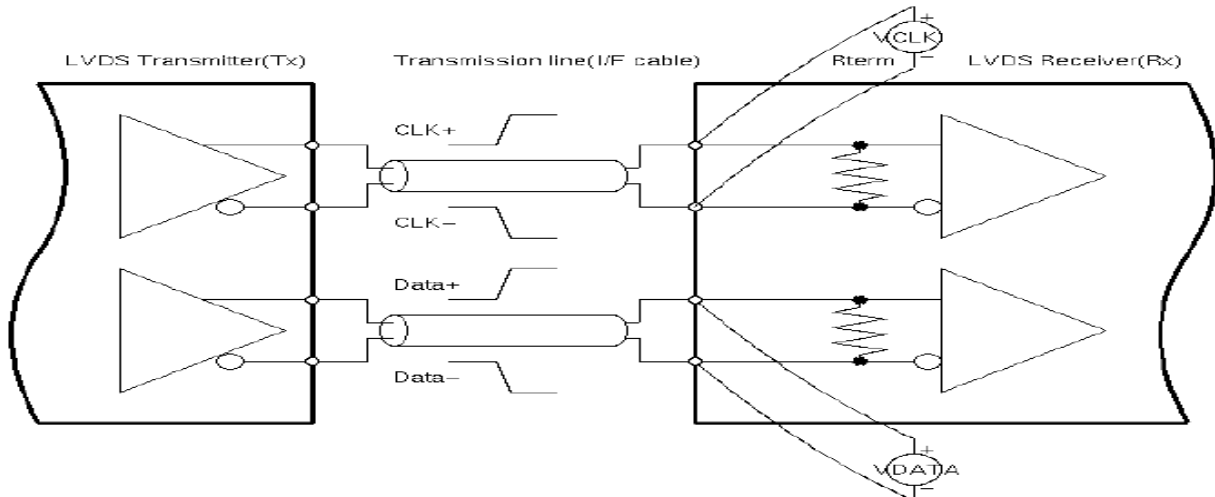 VCLK
+
−
LVDS Transmitter(Tx)
Transmission line(I/F cable)
Rterm
LVDS Receiver(Rx)
CLK+
CLK−
Data+
Data−
+
VDATA
−